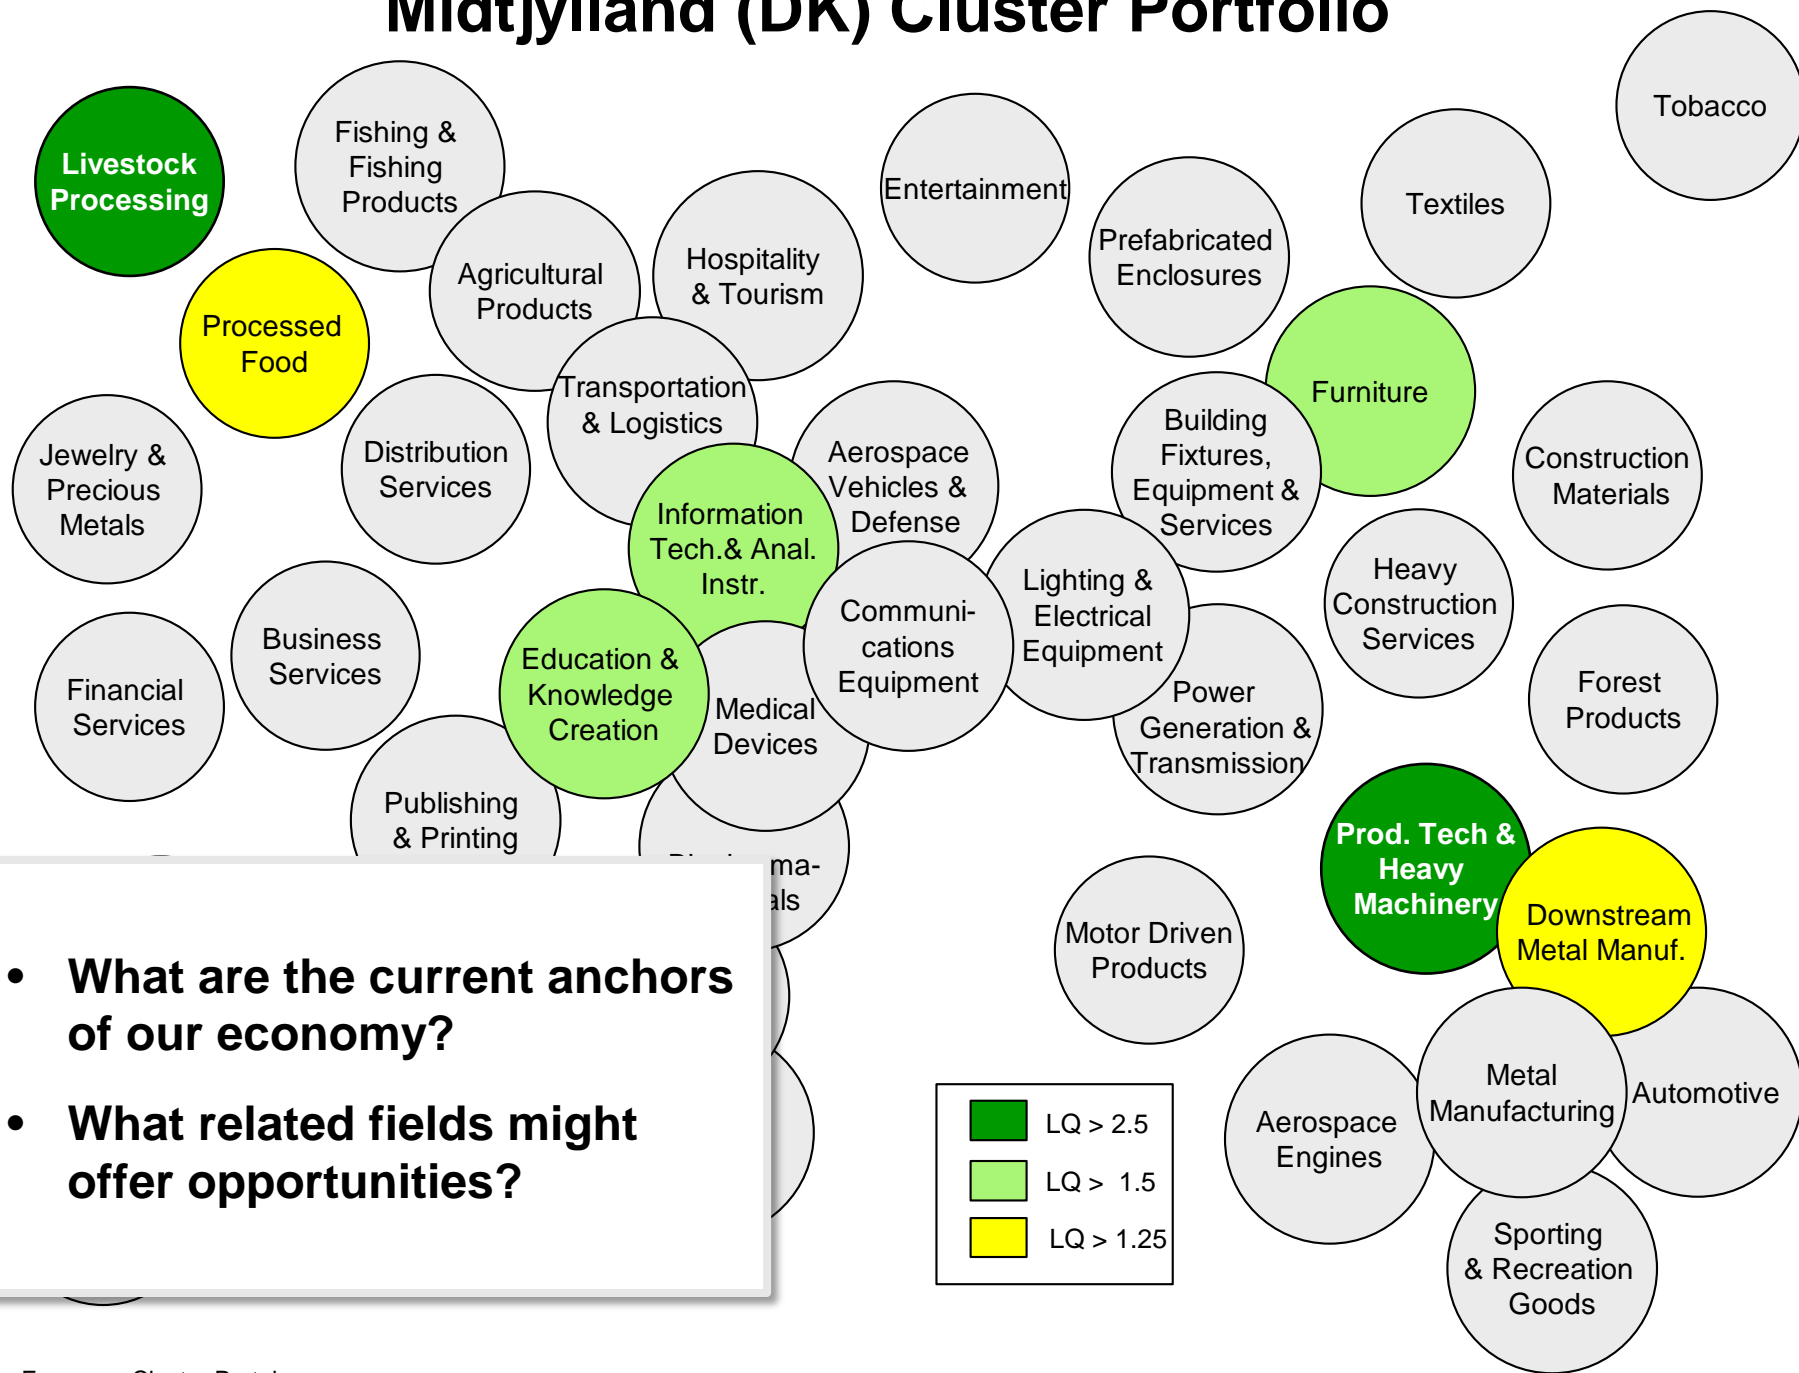 Midtjylland (DK) Cluster Portfolio
Tobacco
Fishing &
Fishing
Products
Livestock
Processing
Entertainment
Textiles
Prefabricated
Enclosures
Hospitality
& Tourism
Agricultural
Products
Processed
Food
Transportation
& Logistics
Furniture
Building
Fixtures,
Equipment &
Services
Jewelry &
Precious
Metals
Distribution
Services
Aerospace
Vehicles &
Defense
Construction
Materials
Information
Tech.& Anal.
Instr.
Heavy
Construction
Services
Lighting &
Electrical
Equipment
Communi-
cations
Equipment
Business
Services
Education &
Knowledge
Creation
Financial
Services
Medical
Devices
Power
Generation &
Transmission
Forest
Products
Publishing
& Printing
Prod. Tech &
Heavy
Machinery
ma-
als
Downstream
Metal Manuf.
Motor Driven
Products
• What are the current anchors
of our economy?
• What related fields might
offer opportunities?
Metal
Manufacturing
Automotive
Aerospace
Engines
LQ > 2.5
LQ > 1.5
LQ > 1.25
Sporting
& Recreation
Goods